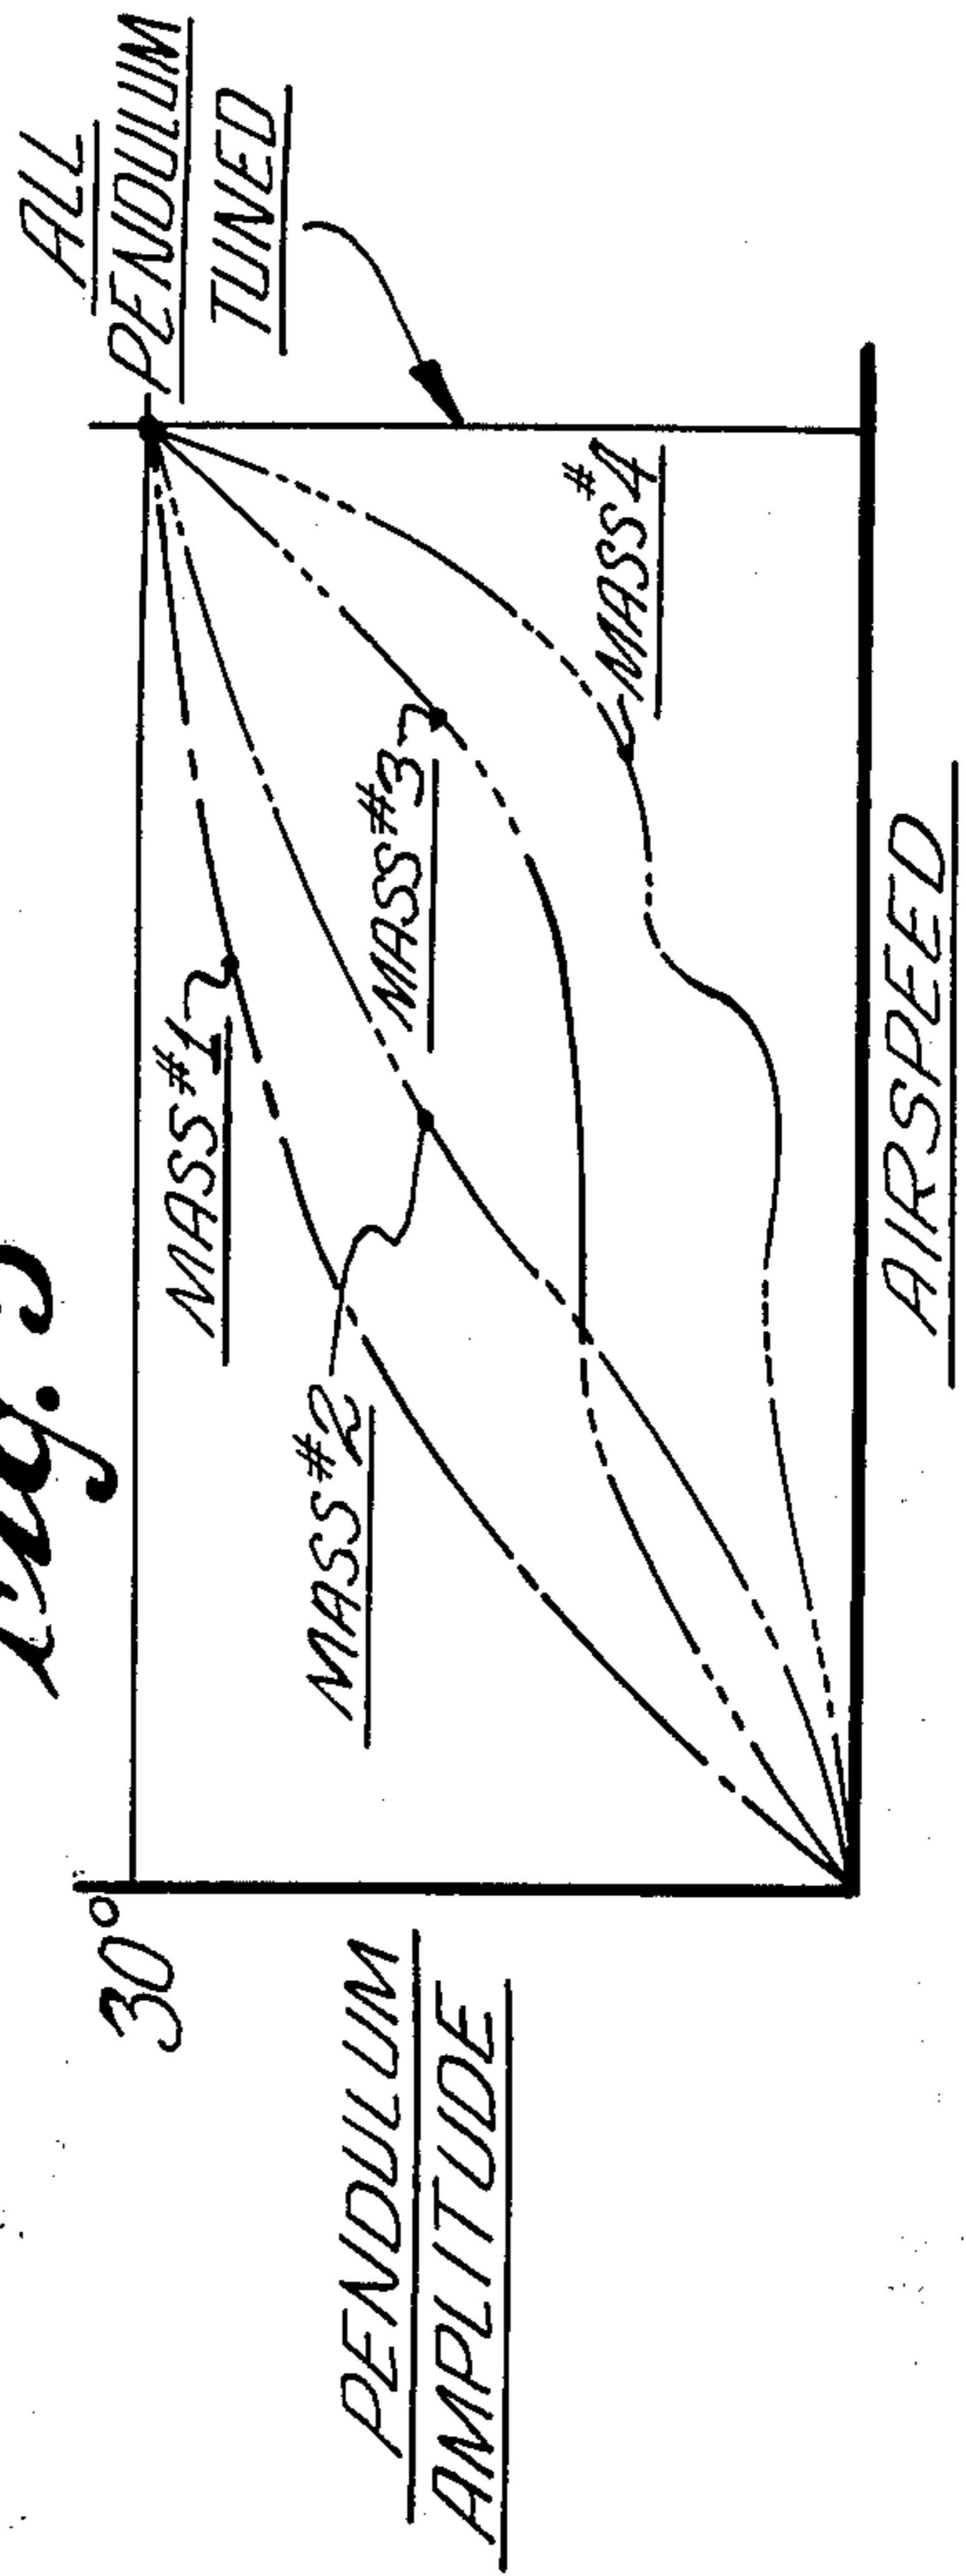 ALL
PENDULUM
TUNED
30°
MASS #1
MASS #2
MASS #3
MASS #4
PENDULUM
AMPLITUDE
AIRSPEED